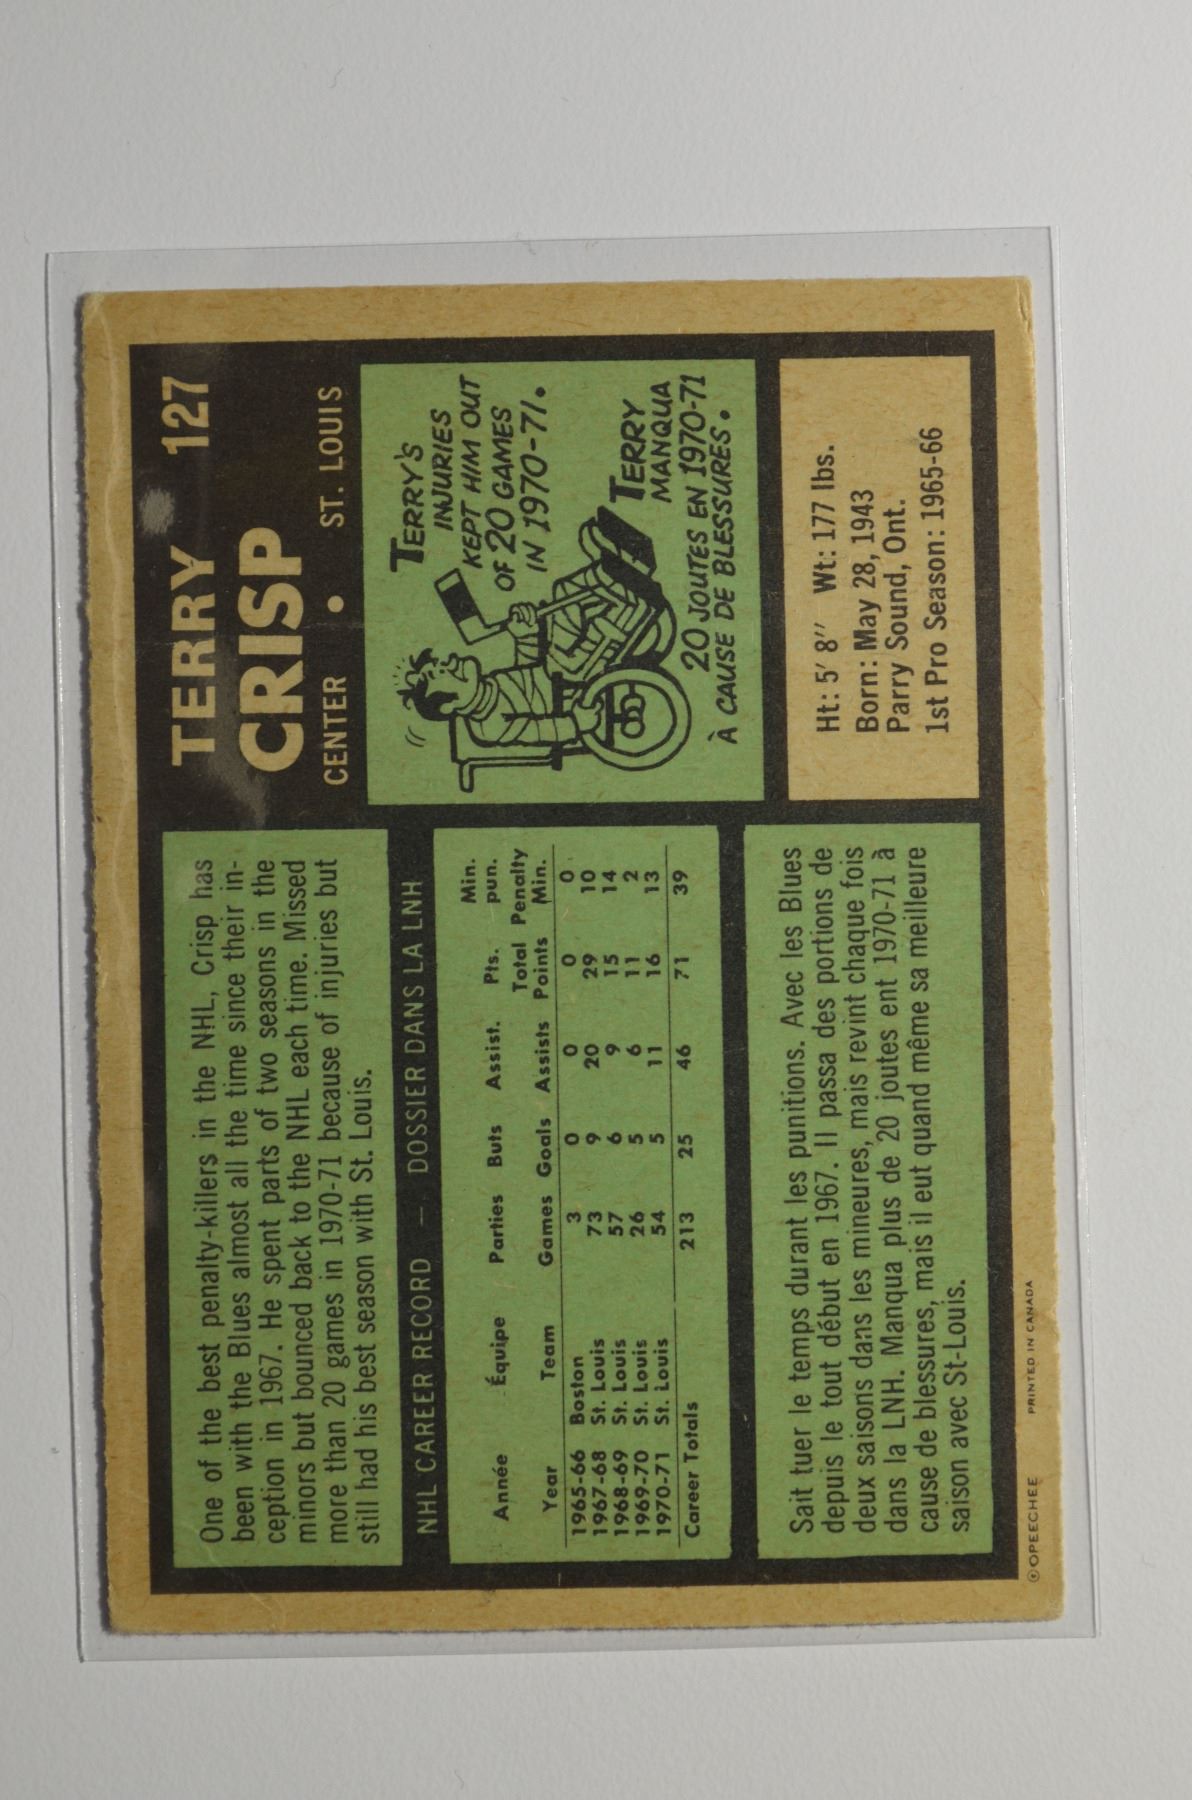 TERRY 127
CRISP
CENTER • ST. LOUIS
One of the best penalty-killers in the NHL, Crisp has
been with the Blues almost all the time since their in-
ception in 1967. He spent parts of two seasons in the
minors but bounced back to the NHL each time. Missed
more than 20 games in 1970-71 because of injuries but
still had his best season with St. Louis.
NHL CAREER RECORD — DOSSIER DANS LA LNH
Année Équipe Parties Buts Assist. Pts. Min. pun.
Year Team Games Goals Assists Total Points Penalty Min.
1965-66 Boston 3 0 0 0 0
1967-68 St. Louis 73 9 20 29 10
1968-69 St. Louis 57 6 9 15 14
1969-70 St. Louis 26 5 6 11 2
1970-71 St. Louis 54 5 11 16 13
Career Totals 213 25 46 71 39
Sait tuer le temps durant les punitions. Avec les Blues
depuis le tout début en 1967. Il passa des portions de
deux saisons dans les mineures, mais revint chaque fois
dans la LNH. Manqua plus de 20 joutes ent 1970-71 à
cause de blessures, mais il eut quand même sa meilleure
saison avec St-Louis.
TERRY'S
INJURIES
KEPT HIM OUT
OF 20 GAMES
IN 1970-71.
TERRY
MANQUA
20 JOUTES EN 1970-71
À CAUSE DE BLESSURES.
Ht: 5' 8" Wt: 177 lbs.
Born: May 28, 1943
Parry Sound, Ont.
1st Pro Season: 1965-66
©OPEECHEE PRINTED IN CANADA